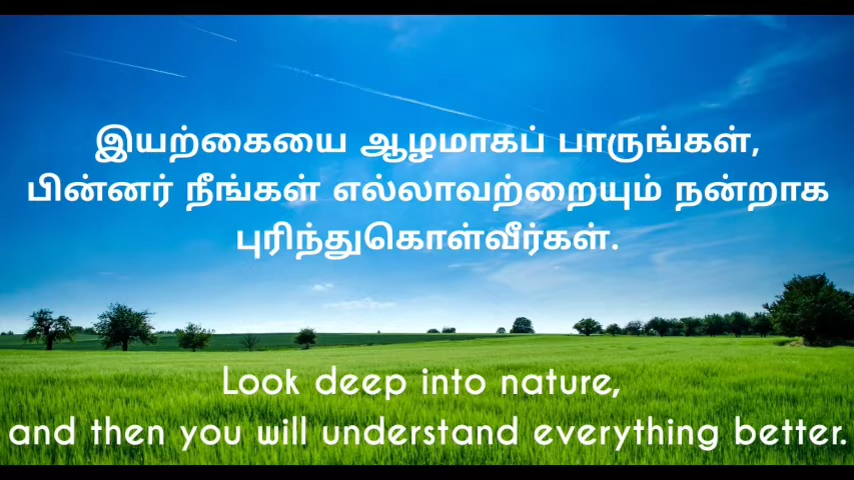 இயற்கையை ஆழமாகப் பாருங்கள்,
பின்னர் நீங்கள் எல்லாவற்றையும் நன்றாக
புரிந்துகொள்வீர்கள்.
Look deep into nature,
and then you will understand everything better.